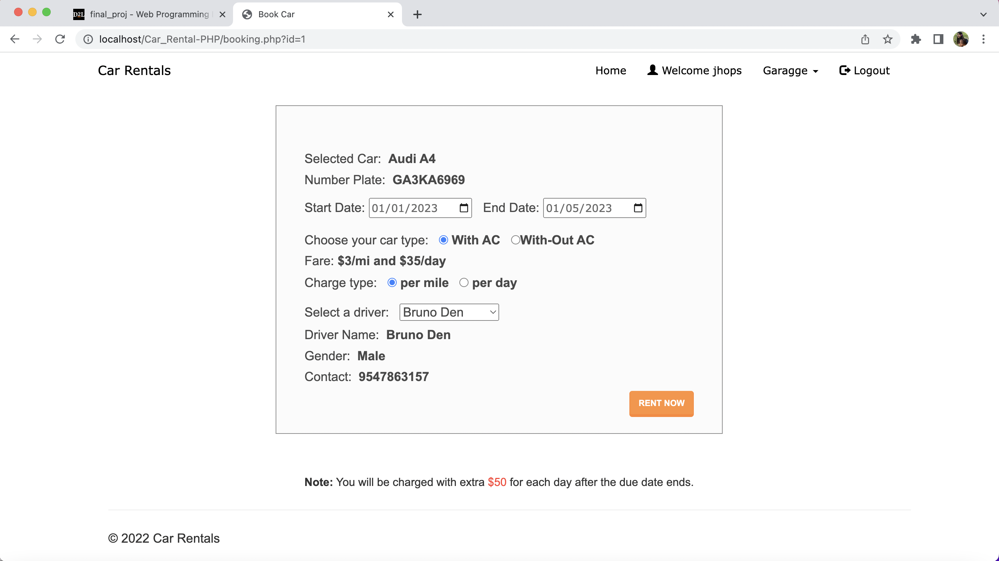 D2L final_proj - Web Programming
Book Car
localhost/Car_Rental-PHP/booking.php?id=1
Car Rentals
Home Welcome jhops Garagge Logout
Selected Car: Audi A4
Number Plate: GA3KA6969
Start Date: 01/01/2023 End Date: 01/05/2023
Choose your car type: With AC With-Out AC
Fare: $3/mi and $35/day
Charge type: per mile per day
Select a driver: Bruno Den
Driver Name: Bruno Den
Gender: Male
Contact: 9547863157
RENT NOW
Note: You will be charged with extra $50 for each day after the due date ends.
© 2022 Car Rentals